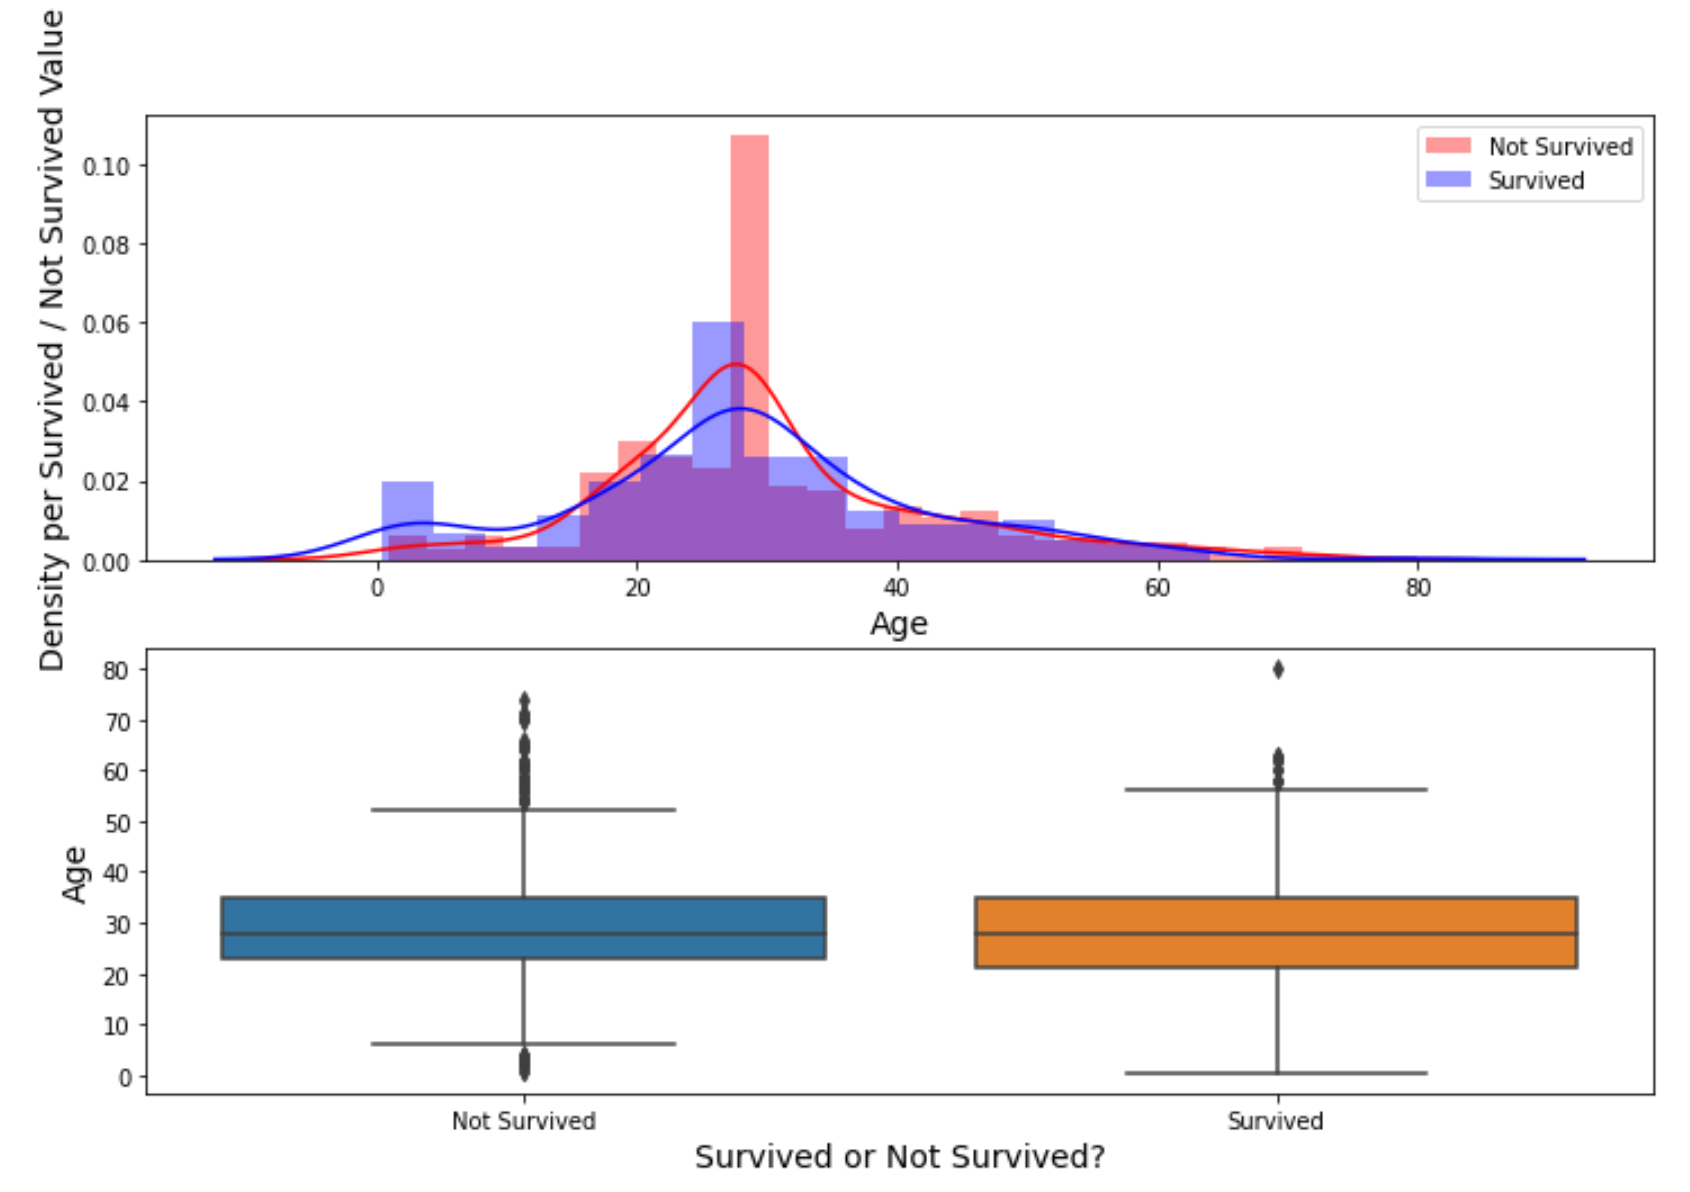 Density per Survived / Not Survived Value
0.10
0.08
0.06
0.04
0.02
0.00
Not Survived
Survived
0 20 40 60 80
Age
Age
80
70
60
50
40
30
20
10
0
Not Survived Survived
Survived or Not Survived?